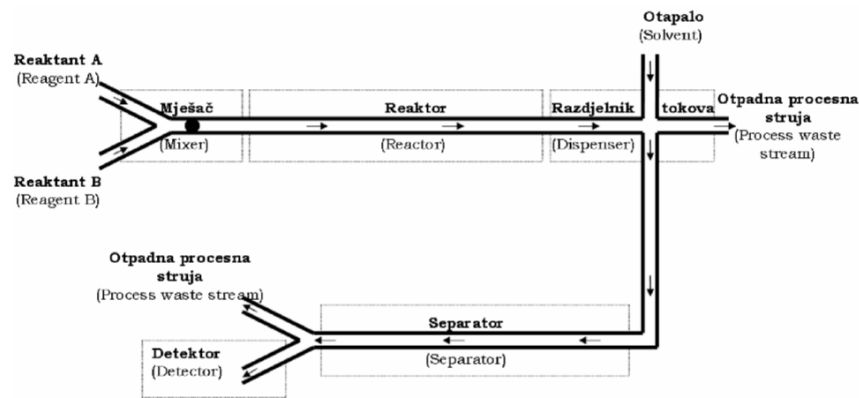 Otapalo
(Solvent)
Reaktant A
(Reagent A)
Mješač
(Mixer)
Reaktor
(Reactor)
Razdjelnik tokova
(Dispenser)
Otpadna procesna
struja
(Process waste
stream)
Reaktant B
(Reagent B)
Otpadna procesna
struja
(Process waste stream)
Separator
(Separator)
Detektor
(Detector)